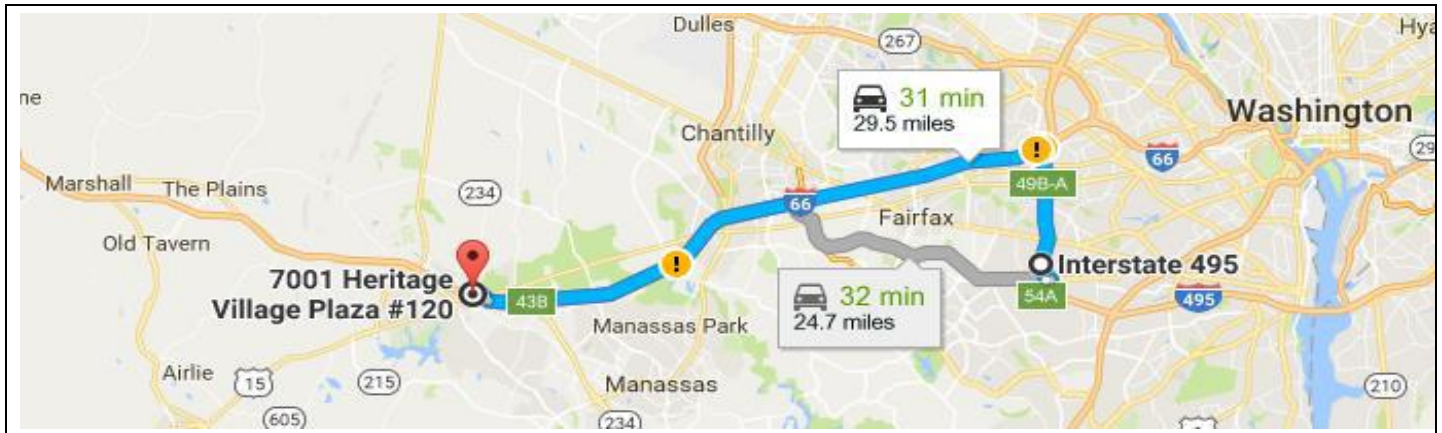 Dulles
267
Hya
ne
31 min
29.5 miles
Washington
Chantilly
66
29
Marshall
The Plains
234
49B-A
66
Fairfax
Old Tavern
7001 Heritage
Village Plaza #120
!
!
Interstate 495
43B
32 min
24.7 miles
54A
495
Manassas Park
Airlie
15
215
Manassas
210
605
234